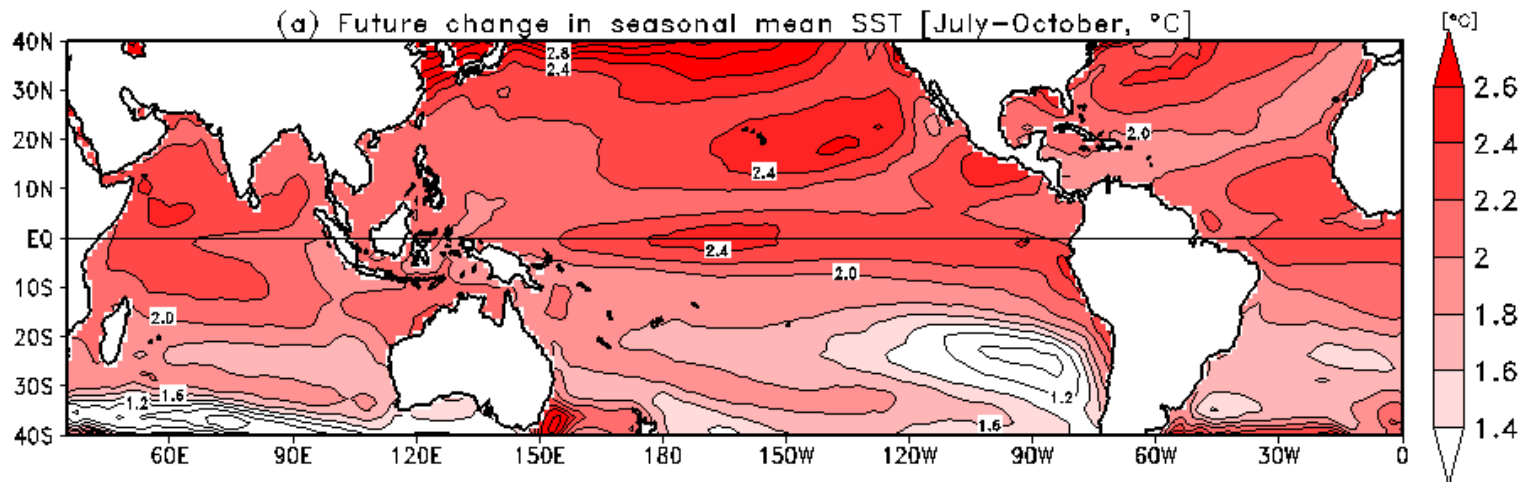 (a) Future change in seasonal mean SST [July-October, °C]
[°C]
40N
30N
20N
10N
EQ
10S
20S
30S
40S
2.8
2.4
2.4
2.0
2.4
2.0
2.0
1.2
1.6
1.2
1.6
60E
90E
120E
150E
180
150W
120W
90W
60W
30W
0
2.6
2.4
2.2
2
1.8
1.6
1.4